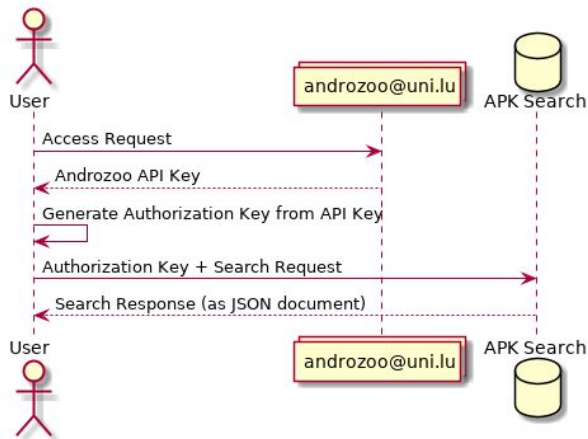 User
androzoo@uni.lu
APK Search
Access Request
Androzoo API Key
Generate Authorization Key from API Key
Authorization Key + Search Request
Search Response (as JSON document)
User
androzoo@uni.lu
APK Search